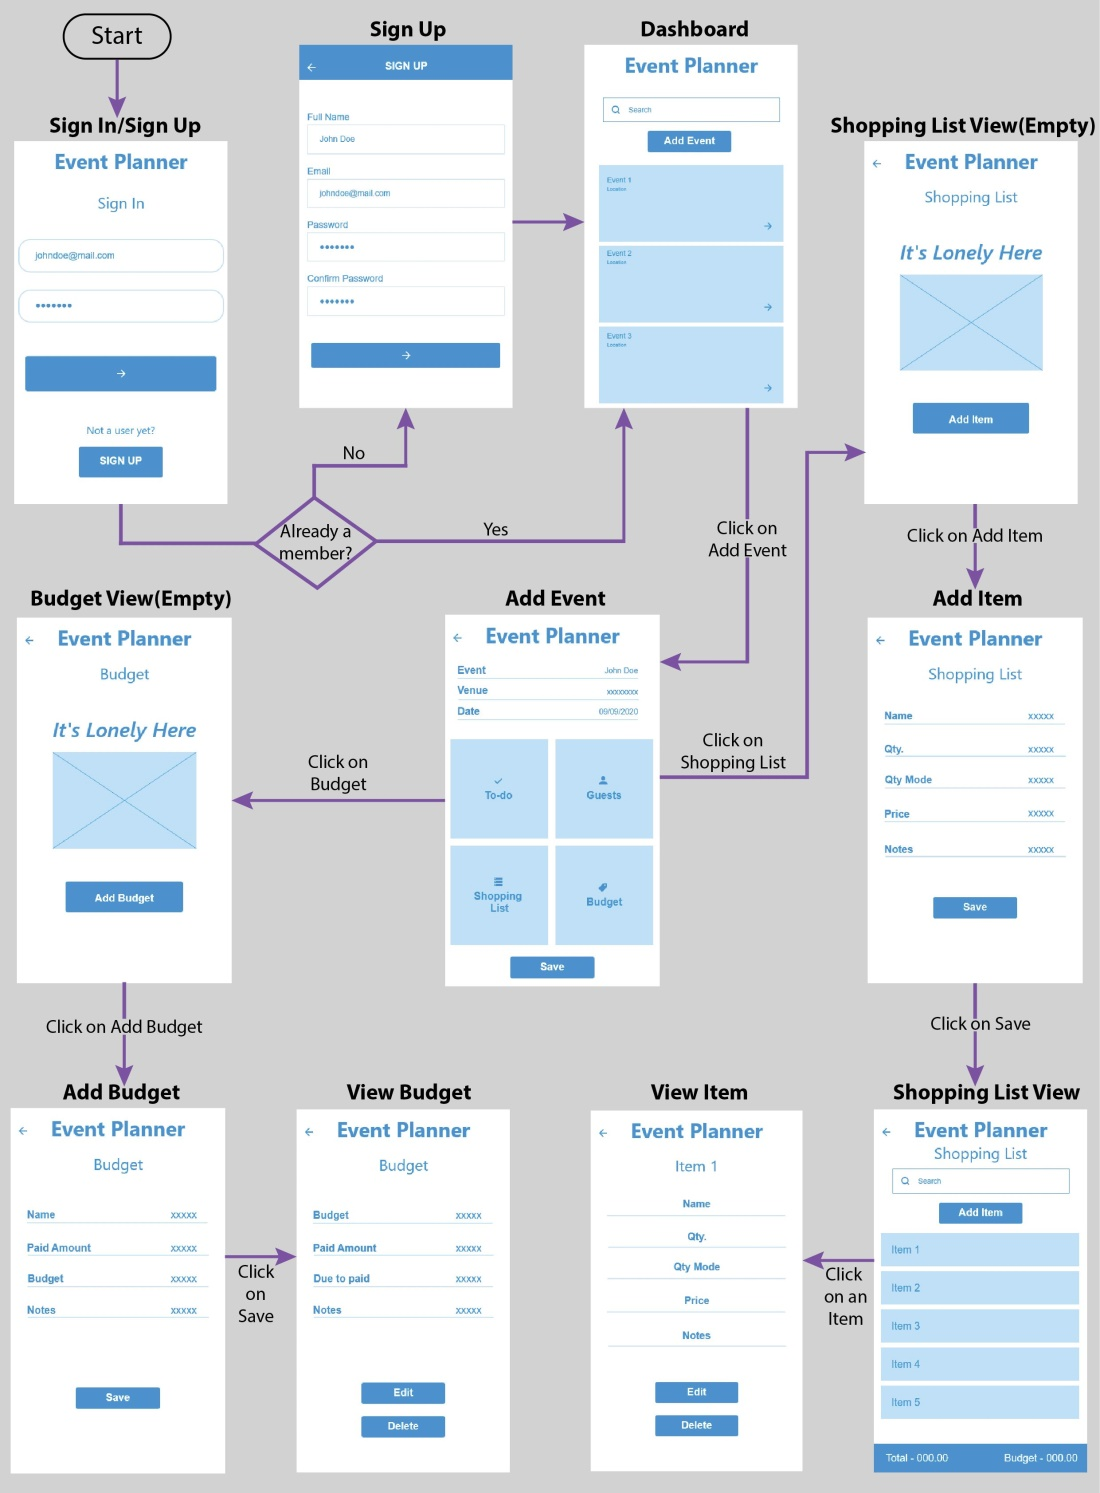 Start
Sign In/Sign Up
Event Planner
Sign In
johndoe@mail.com
•••••••
Not a user yet?
SIGN UP
Sign Up
SIGN UP
Full Name
John Doe
Email
johndoe@mail.com
Password
•••••••
Confirm Password
•••••••
Dashboard
Event Planner
Search
Add Event
Event 1
Location
Event 2
Location
Event 3
Location
Shopping List View(Empty)
Event Planner
Shopping List
It's Lonely Here
Add Item
No
Already a
member?
Yes
Click on
Add Event
Click on Add Item
Budget View(Empty)
Event Planner
Budget
It's Lonely Here
Add Budget
Click on
Budget
Add Event
Event Planner
Event John Doe
Venue xxxxxxxx
Date 09/09/2020
To-do
Guests
Shopping
List
Budget
Save
Click on
Shopping List
Add Item
Event Planner
Shopping List
Name xxxxx
Qty. xxxxx
Qty Mode xxxxx
Price xxxxx
Notes xxxxx
Save
Click on Add Budget
Click on Save
Add Budget
Event Planner
Budget
Name xxxxx
Paid Amount xxxxx
Budget xxxxx
Notes xxxxx
Save
Click
on
Save
View Budget
Event Planner
Budget
Budget xxxxx
Paid Amount xxxxx
Due to paid xxxxx
Notes xxxxx
Edit
Delete
View Item
Event Planner
Item 1
Name
Qty.
Qty Mode
Price
Notes
Edit
Delete
Click
on an
Item
Shopping List View
Event Planner
Shopping List
Search
Add Item
Item 1
Item 2
Item 3
Item 4
Item 5
Total - 000.00 Budget - 000.00